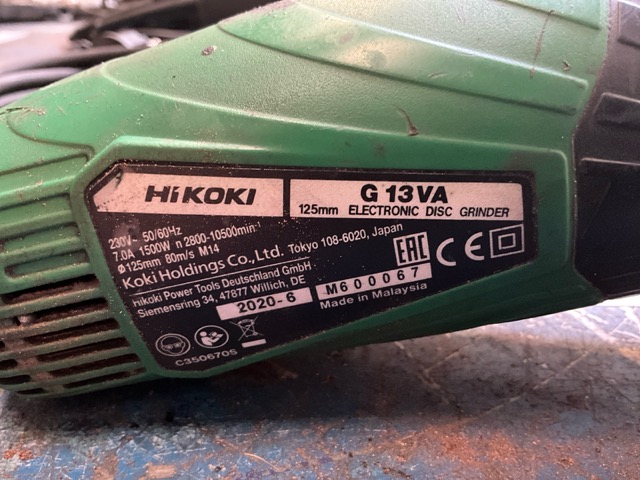 HiKOKI
G 13VA
125mm ELECTRONIC DISC GRINDER
230V~ 50/60Hz
7.0A 1500W n 2800-10500min⁻¹
Ø125mm 80m/s M14
Koki Holdings Co., Ltd. Tokyo 108-6020, Japan
Hikoki Power Tools Deutschland GmbH
Siemensring 34, 47877 Willich, DE
2020-6
M600067
Made in Malaysia
EAC CE
C350670S